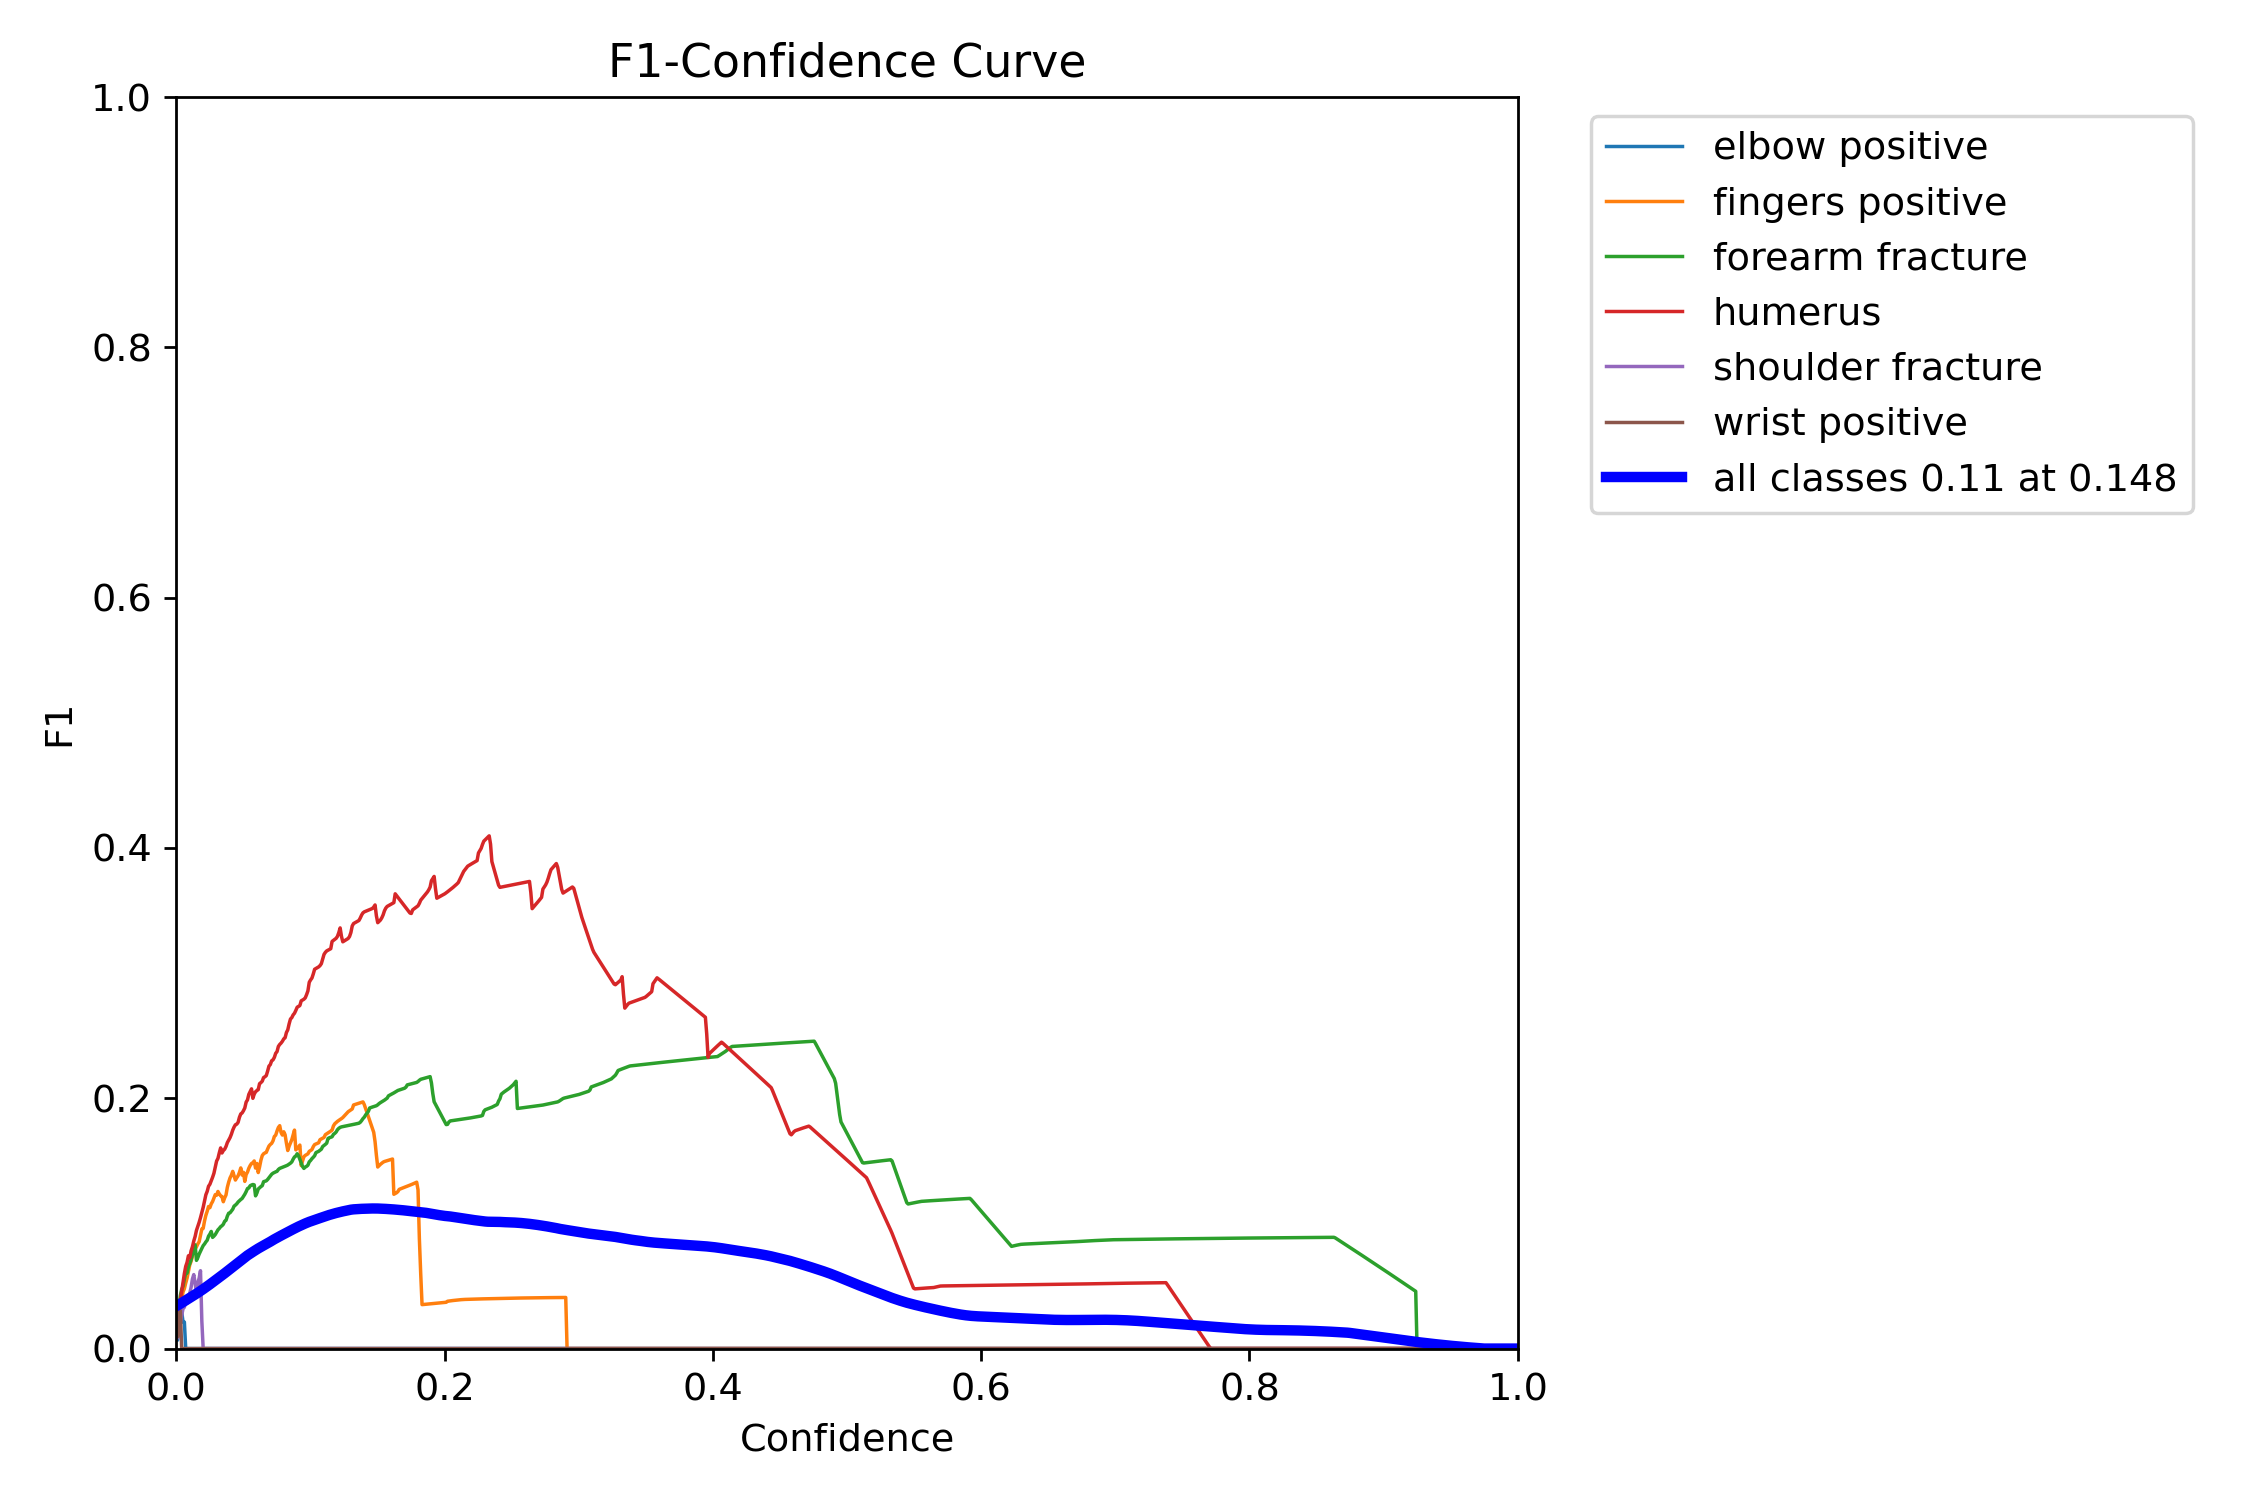 F1-Confidence Curve
1.0
0.8
0.6
0.4
0.2
0.0
F1
0.0 0.2 0.4 0.6 0.8 1.0
Confidence
elbow positive
fingers positive
forearm fracture
humerus
shoulder fracture
wrist positive
all classes 0.11 at 0.148